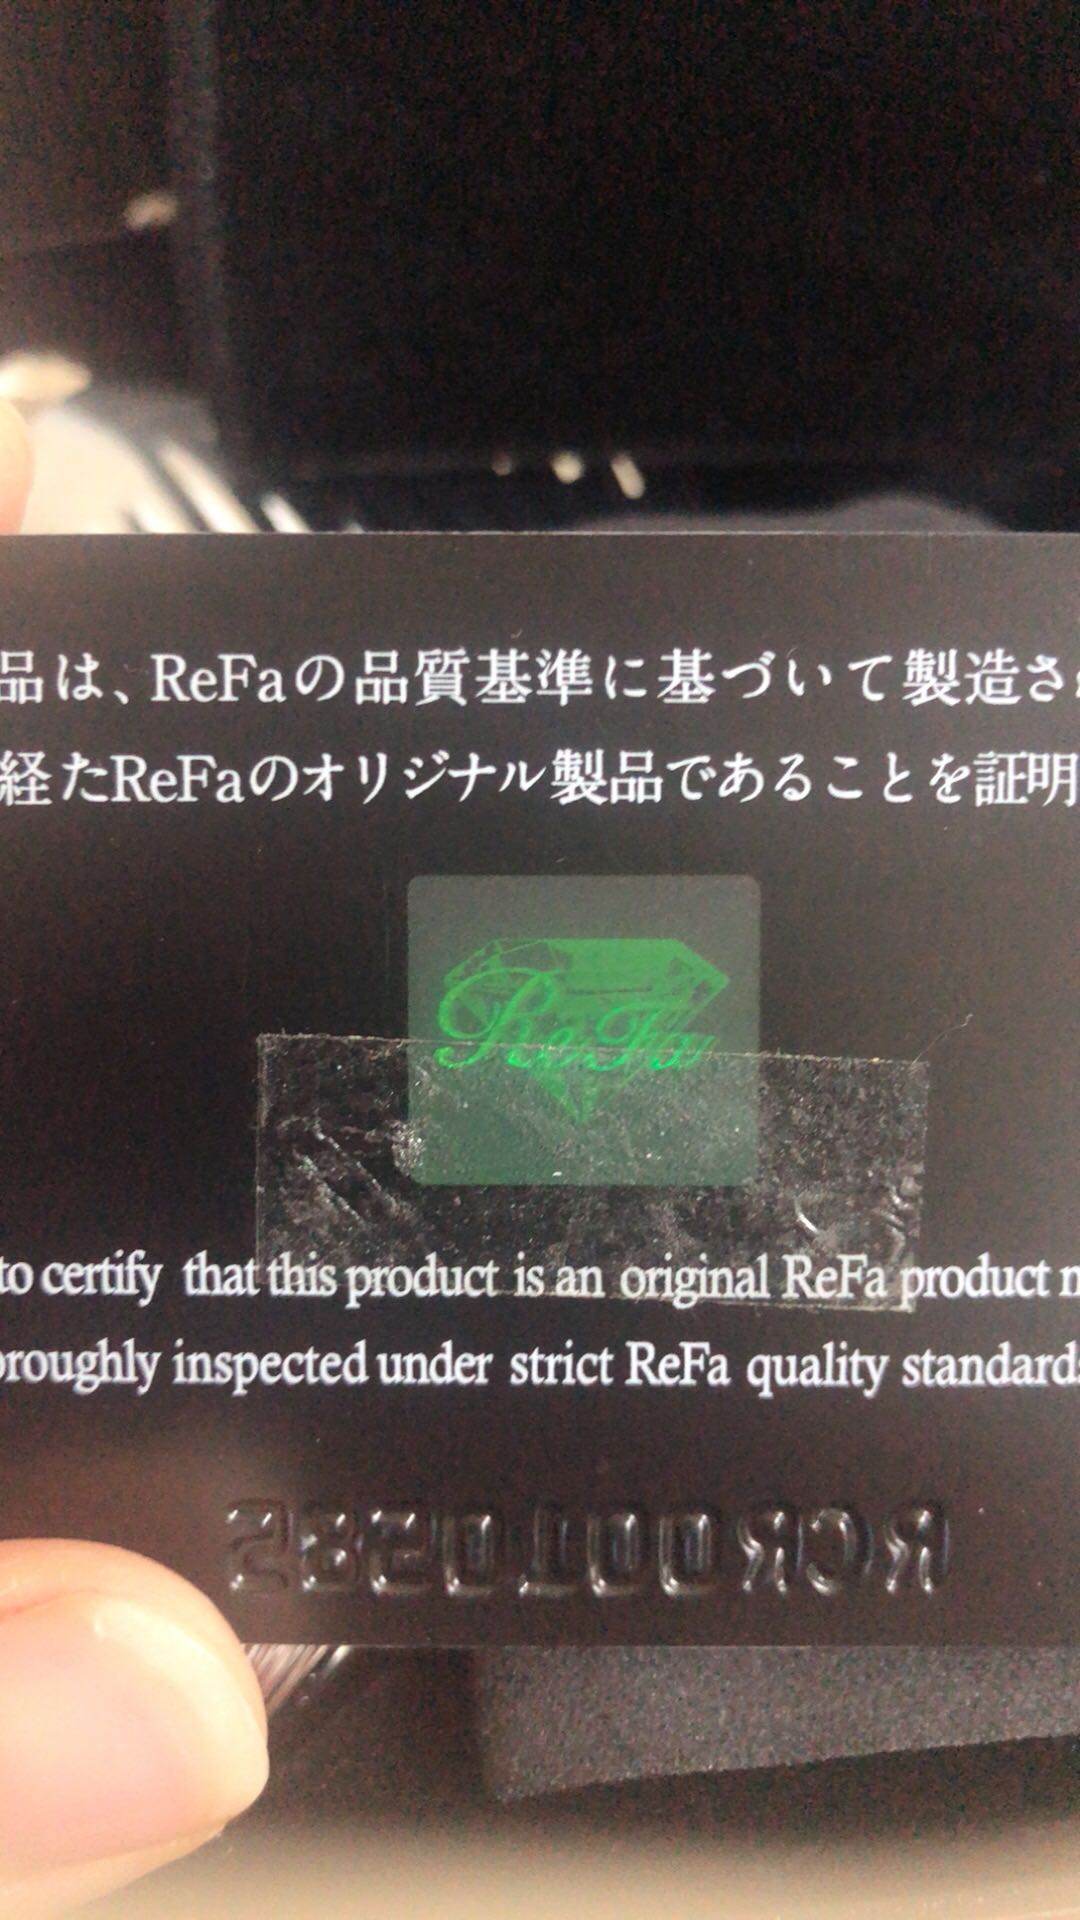 品は、ReFaの品質基準に基づいて製造さ
経たReFaのオリジナル製品であることを証明
ReFa
to certify that this product is an original ReFa product
oroughly inspected under strict ReFa quality standards